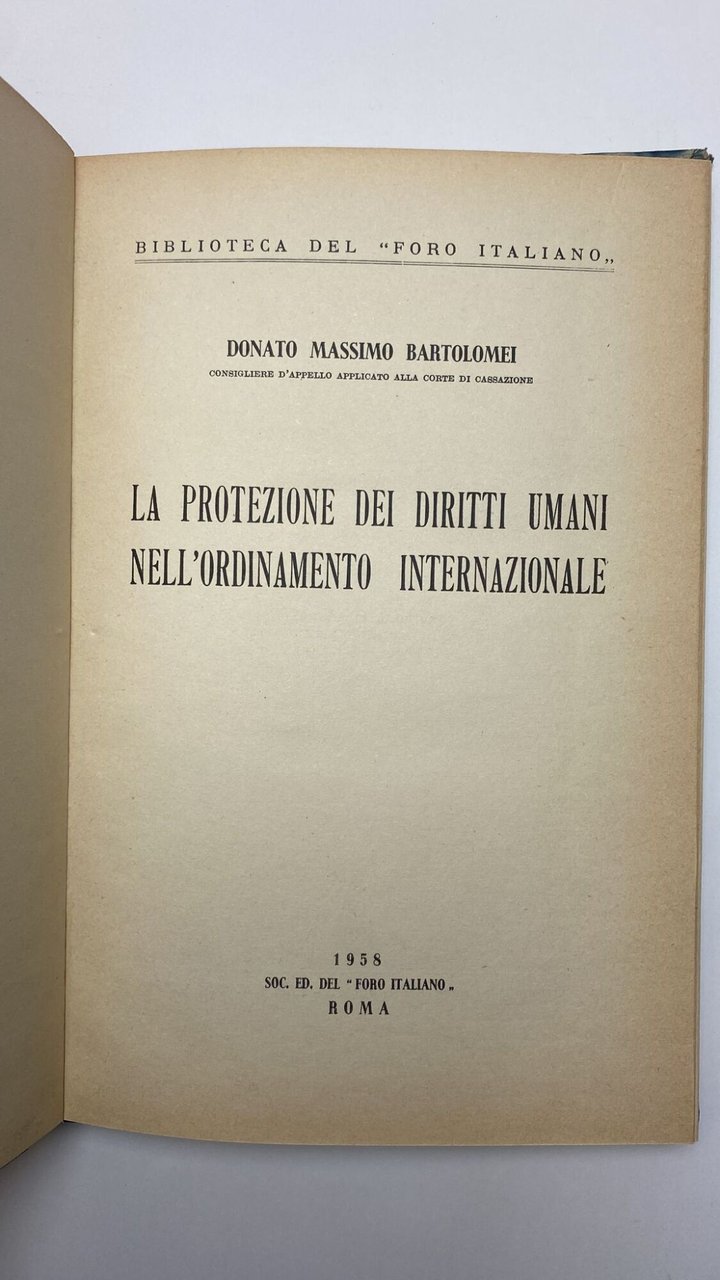 BIBLIOTECA DEL “FORO ITALIANO„
DONATO MASSIMO BARTOLOMEI
CONSIGLIERE D'APPELLO APPLICATO ALLA CORTE DI CASSAZIONE
LA PROTEZIONE DEI DIRITTI UMANI
NELL'ORDINAMENTO INTERNAZIONALE
1958
SOC. ED. DEL “FORO ITALIANO„
ROMA